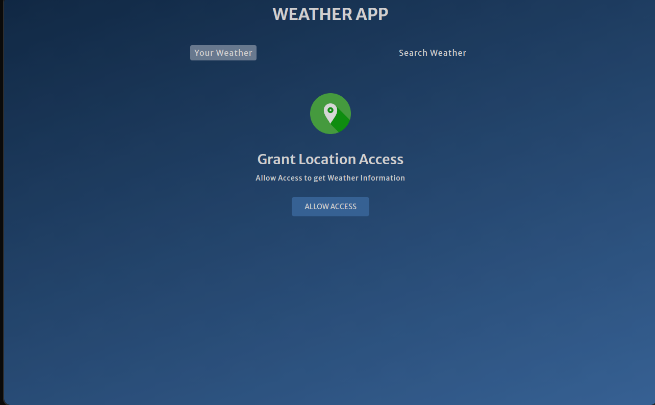 WEATHER APP
Your Weather
Search Weather
Grant Location Access
Allow Access to get Weather Information
ALLOW ACCESS